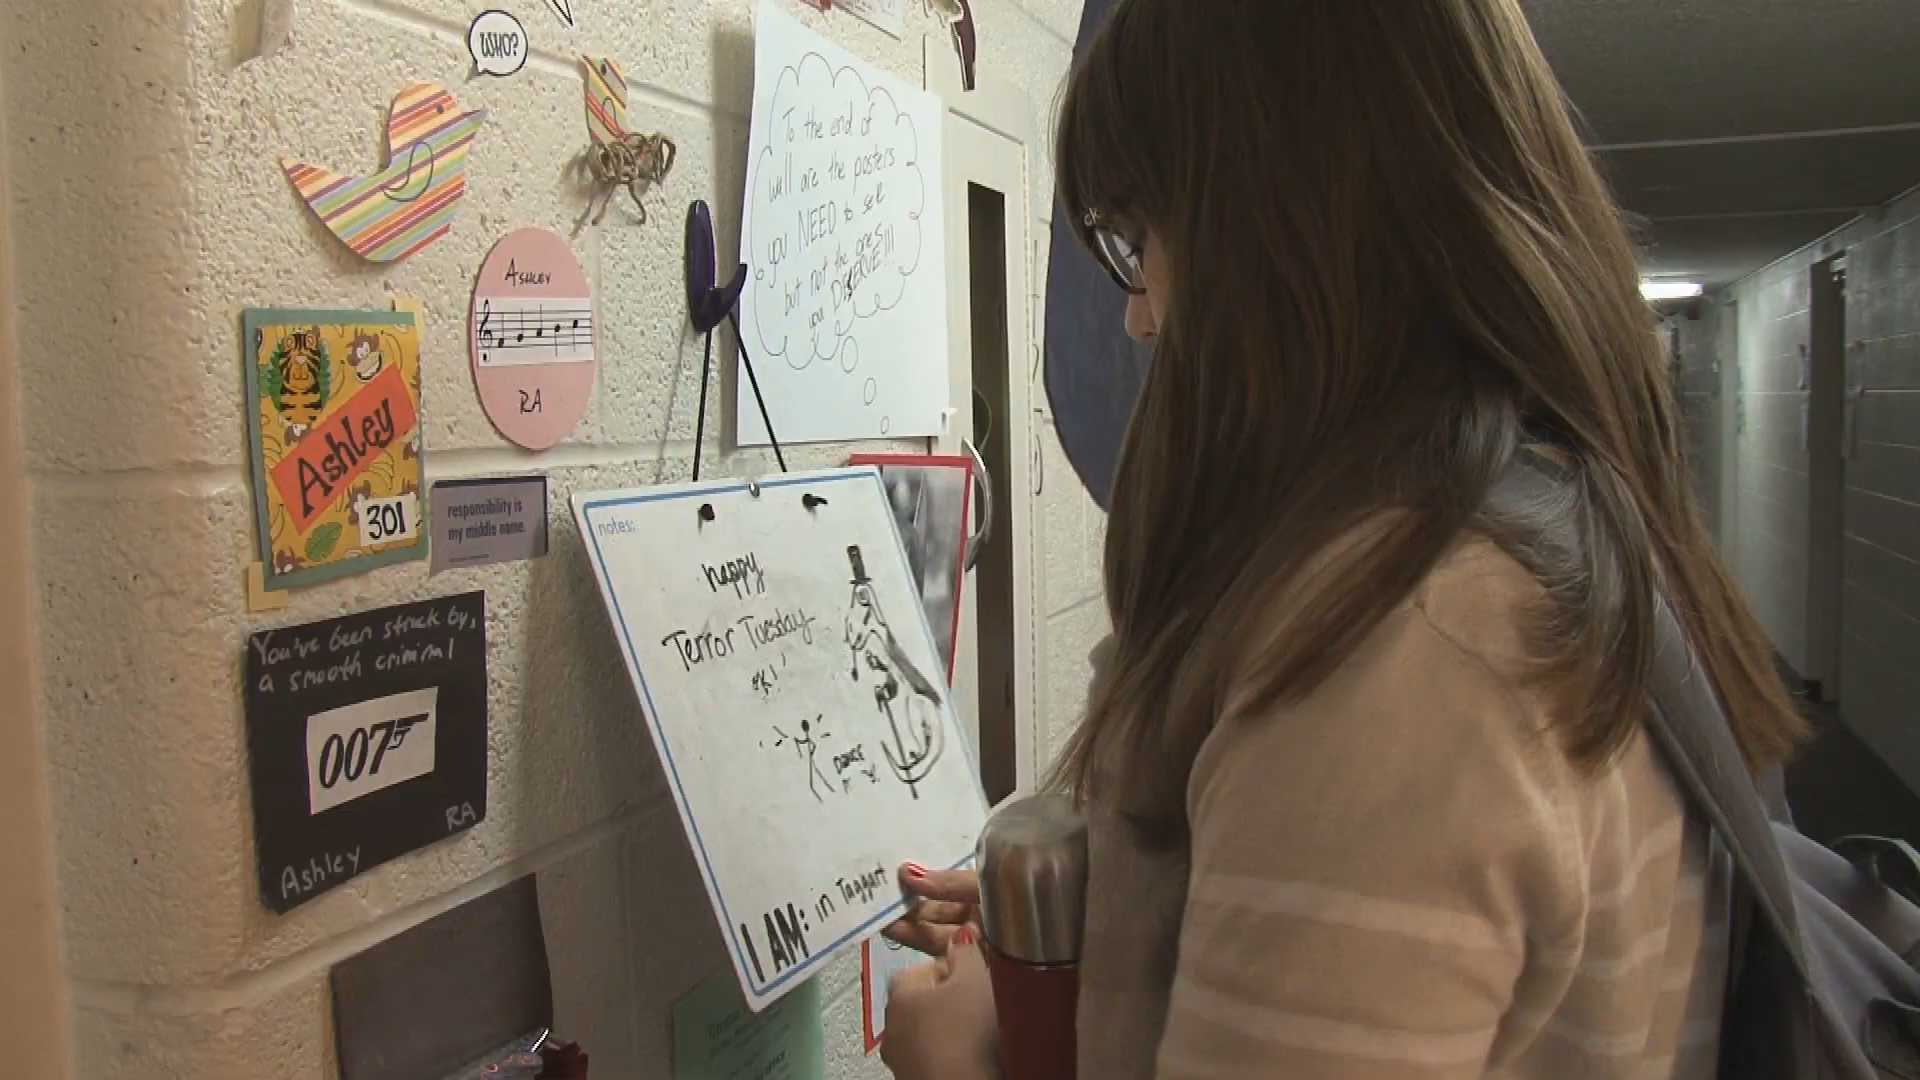 WHO?
To the end of
wall are the posters
you NEED to see
but not the ones
you DESERVE!!!
ASHLEY
RA
Ashley
301
responsibility is
my middle name.
notes:
happy
Terror Tuesday
ok!
DANCE
I AM: in Taggart
You've been struck by,
a smooth criminal
007
RA
Ashley